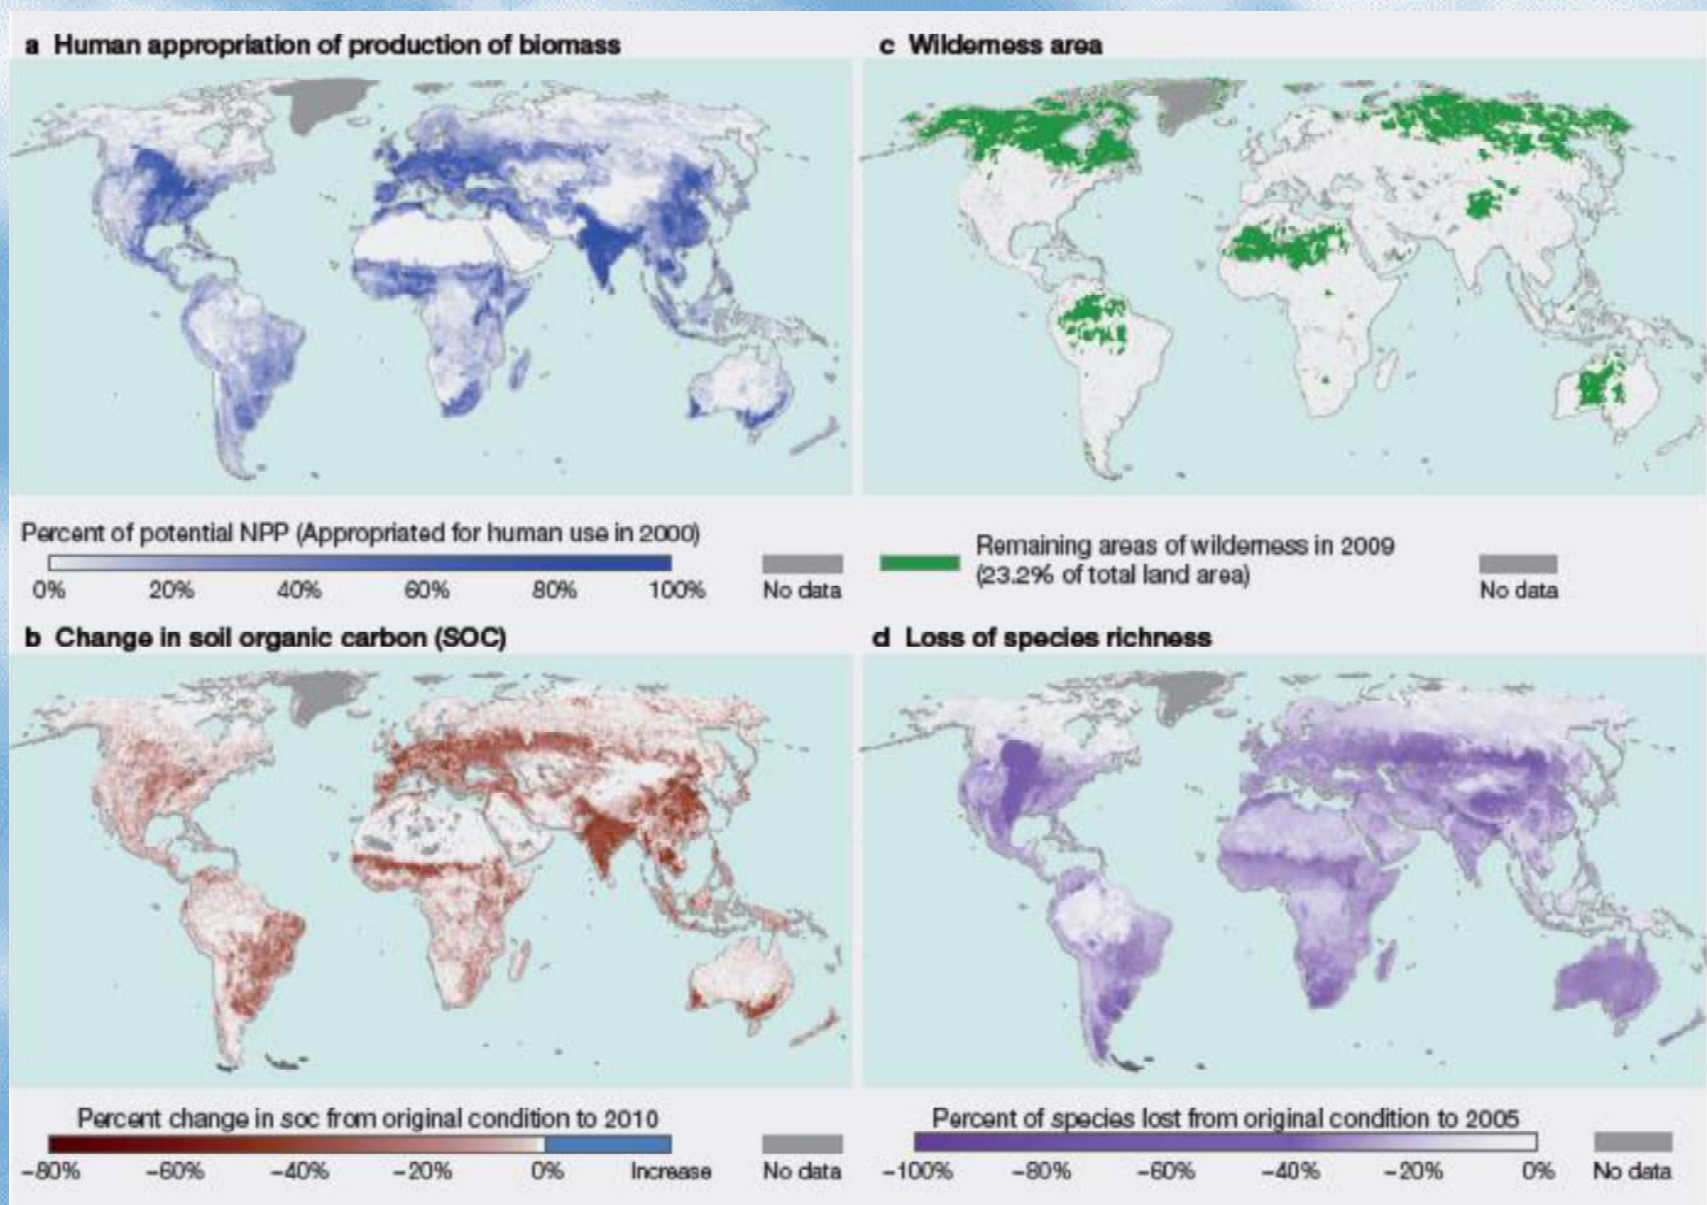 a Human appropriation of production of biomass
Percent of potential NPP (Appropriated for human use in 2000)
0% 20% 40% 60% 80% 100% No data
c Wilderness area
Remaining areas of wilderness in 2009
(23.2% of total land area)
No data
b Change in soil organic carbon (SOC)
Percent change in soc from original condition to 2010
−80% −60% −40% −20% 0% Increase No data
d Loss of species richness
Percent of species lost from original condition to 2005
−100% −80% −60% −40% −20% 0% No data